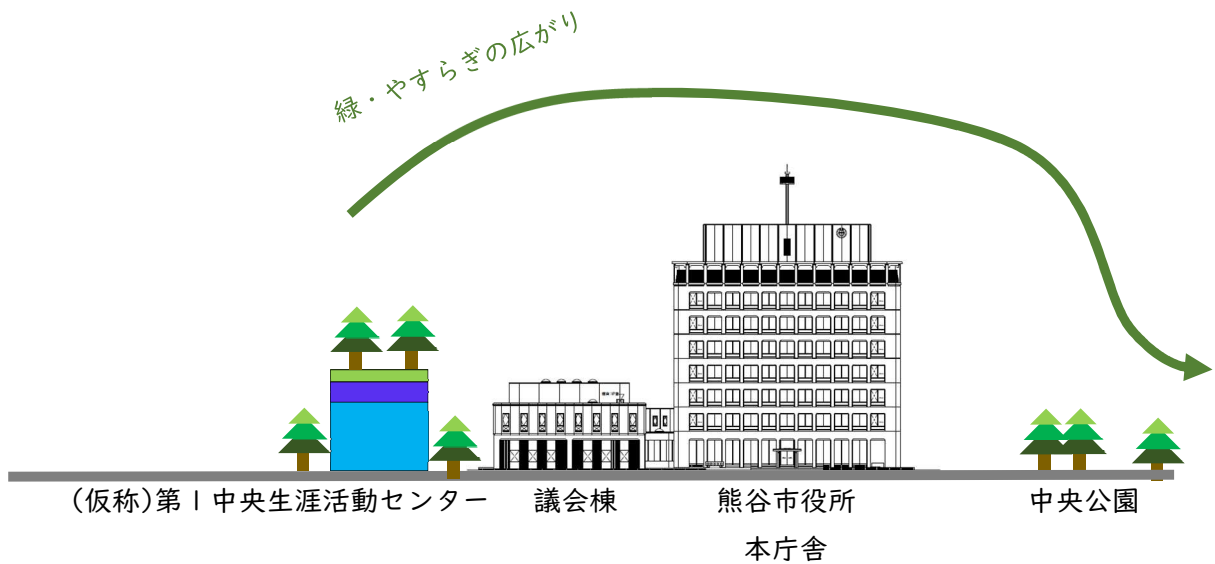 緑・やすらぎの広がり
(仮称)第1中央生涯活動センター
議会棟
熊谷市役所
本庁舎
中央公園